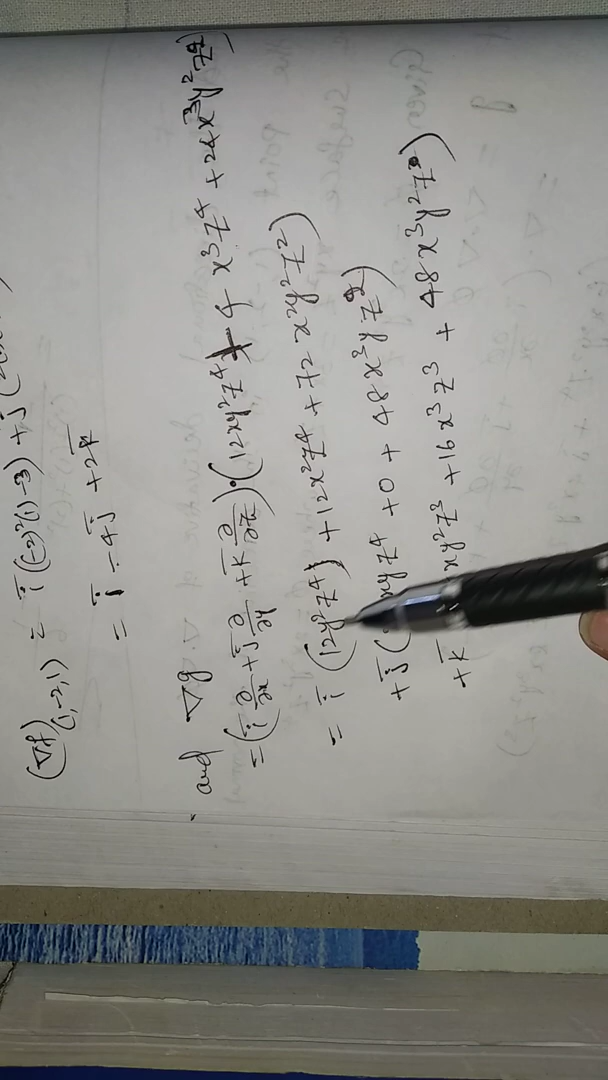 (∇f)(1,-2,1) = ī((-2)²(1)-3) + j̄
= ī - 4j̄ + 2k̄
and ∇g
= (ī ∂/∂x + j̄ ∂/∂y + k̄ ∂/∂z)·(12xy²z⁴ + 4x³z⁴ + 24x³y²z²)
= ī (12y²z⁴ + 12x²z⁴ + 72x²y²z²)
+ j̄ ( xyz⁴ + 0 + 48x³yz²)
+ k̄ xy²z³ + 16x³z³ + 48x³y²z)